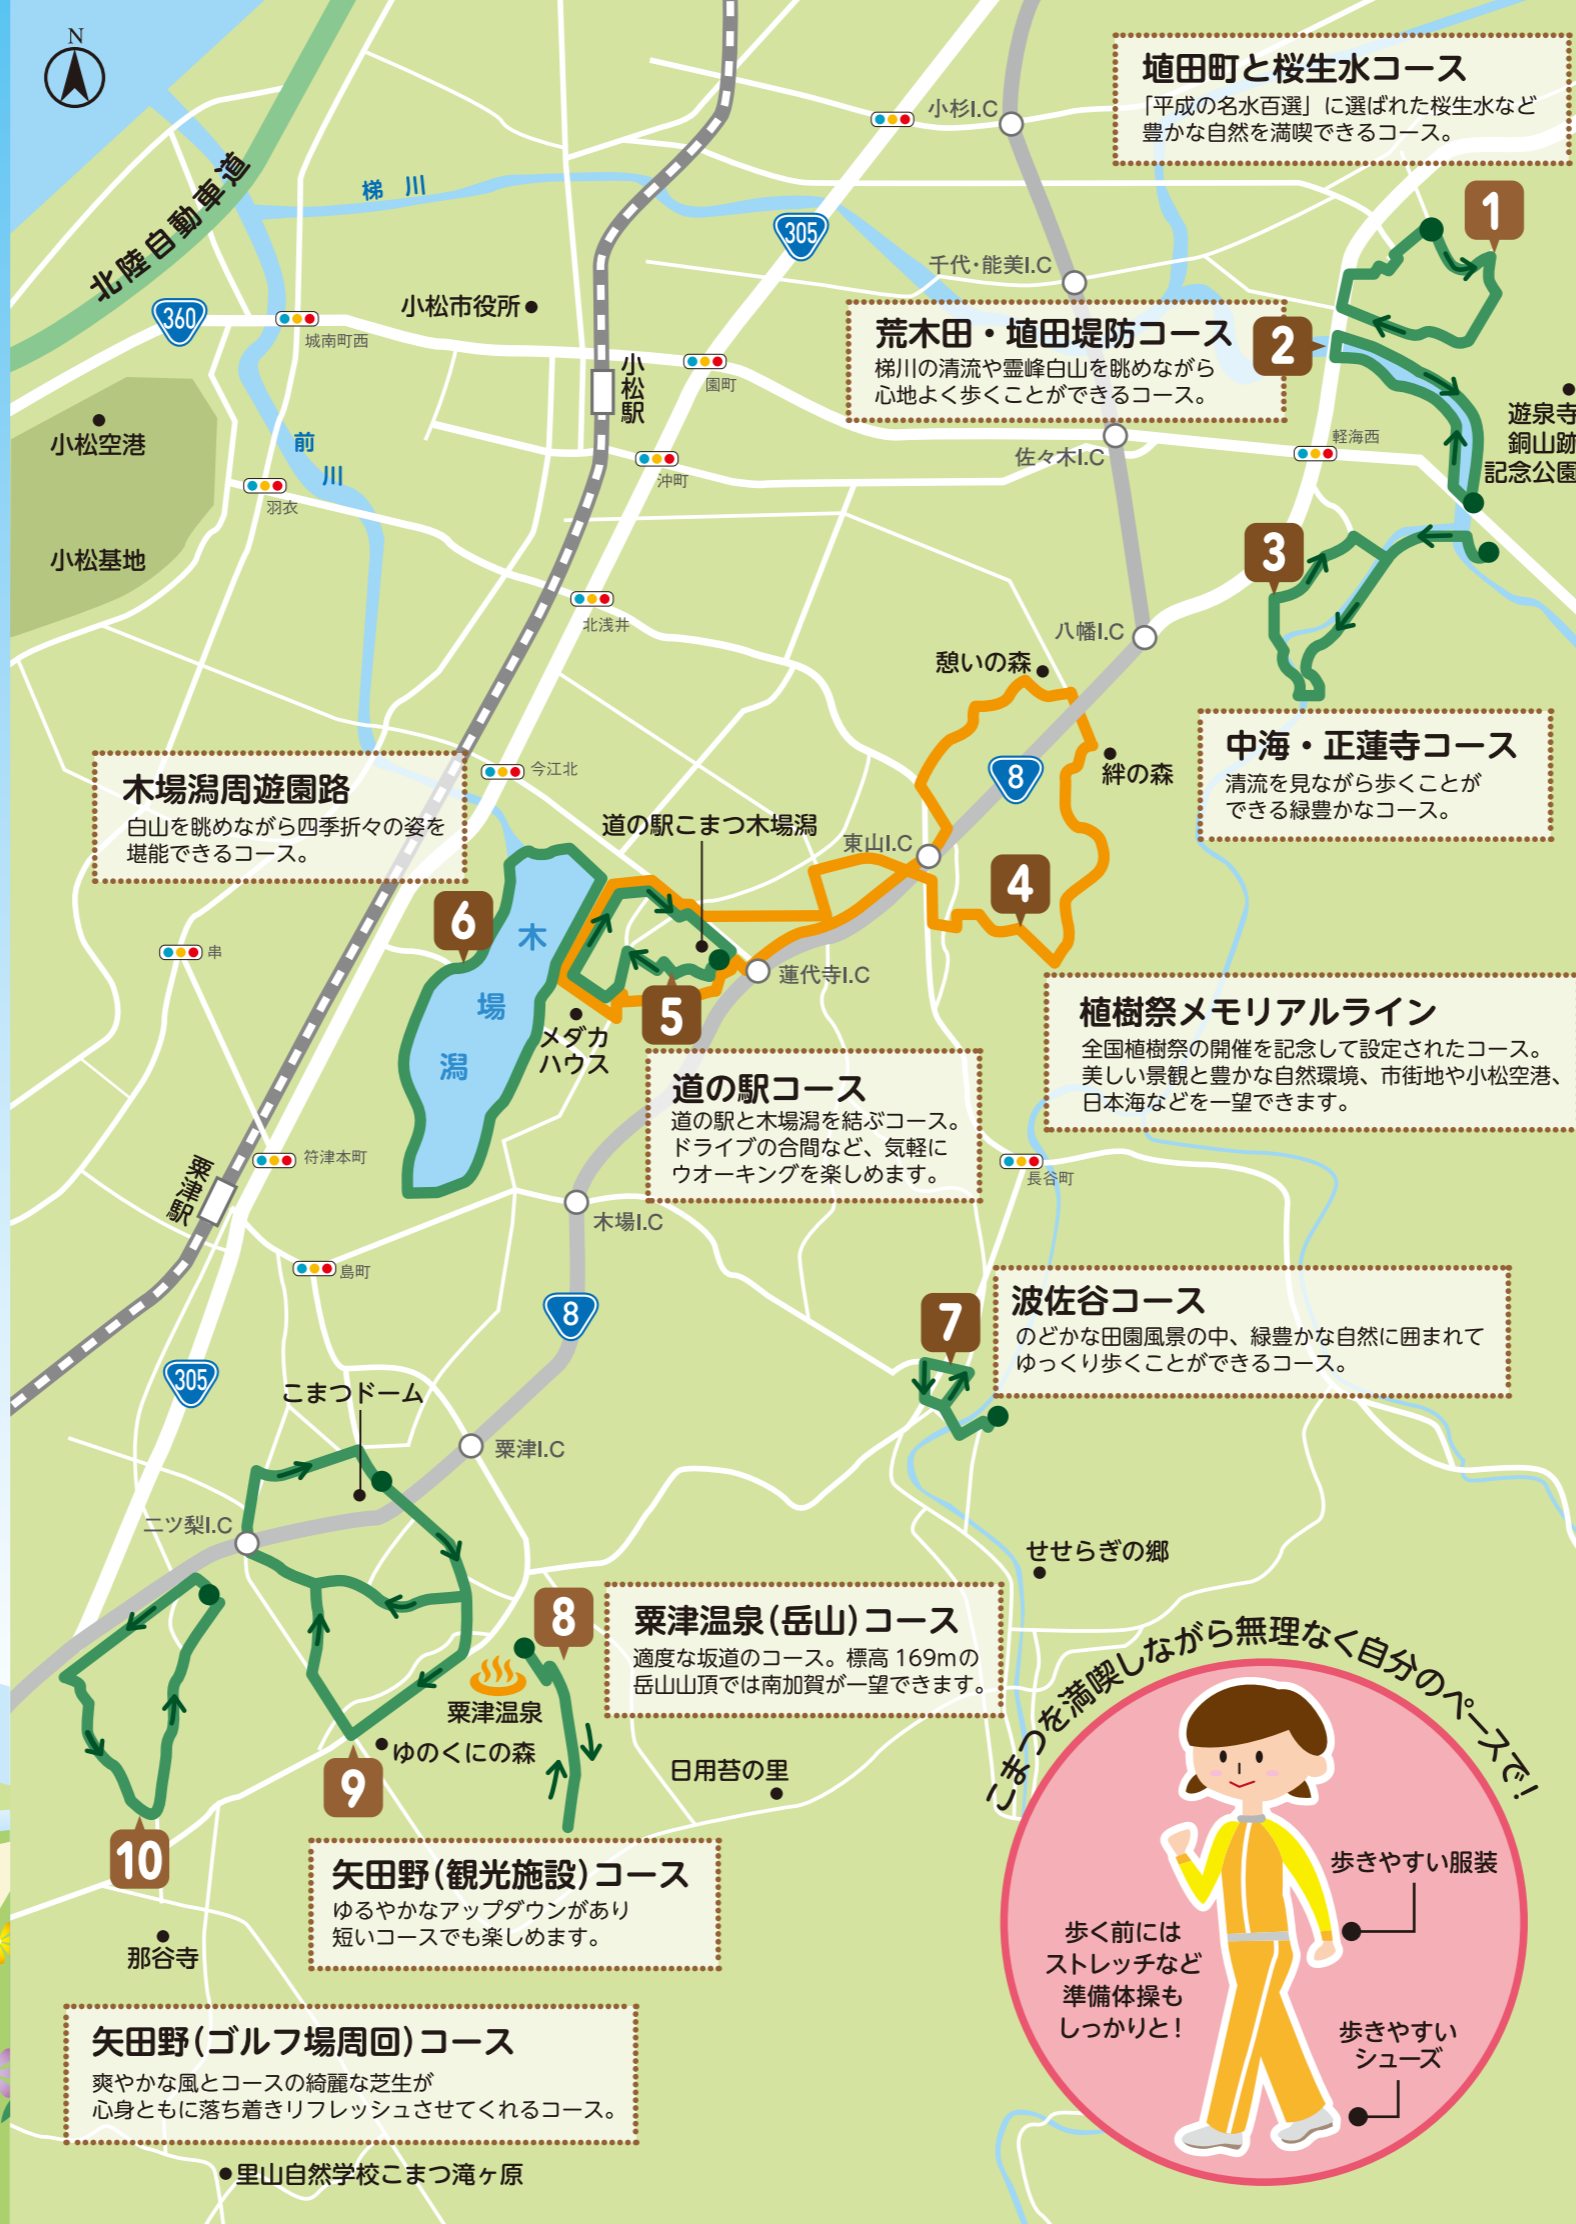 N
埴田町と桜生水コース
「平成の名水百選」に選ばれた桜生水など
豊かな自然を満喫できるコース。
1
小杉I.C
北陸自動車道
梯川
305
千代・能美I.C
360
城南町西
小松市役所
小松駅
園町
荒木田・埴田堤防コース
梯川の清流や霊峰白山を眺めながら
心地よく歩くことができるコース。
2
遊泉寺
銅山跡
記念公園
小松空港
前川
羽衣
沖町
佐々木I.C
軽海西
小松基地
3
北浅井
八幡I.C
憩いの森
中海・正蓮寺コース
清流を見ながら歩くことが
できる緑豊かなコース。
木場潟周遊園路
白山を眺めながら四季折々の姿を
堪能できるコース。
今江北
8
絆の森
道の駅こまつ木場潟
東山I.C
4
6
木場潟
串
蓮代寺I.C
5
メダカ
ハウス
植樹祭メモリアルライン
全国植樹祭の開催を記念して設定されたコース。
美しい景観と豊かな自然環境、市街地や小松空港、
日本海などを一望できます。
道の駅コース
道の駅と木場潟を結ぶコース。
ドライブの合間など、気軽に
ウオーキングを楽しめます。
符津本町
粟津駅
長谷町
木場I.C
島町
8
7
波佐谷コース
のどかな田園風景の中、緑豊かな自然に囲まれて
ゆっくり歩くことができるコース。
305
こまつドーム
粟津I.C
二ツ梨I.C
せせらぎの郷
8
粟津温泉（岳山）コース
適度な坂道のコース。標高169mの
岳山山頂では南加賀が一望できます。
粟津温泉
ゆのくにの森
日用苔の里
9
10
矢田野（観光施設）コース
ゆるやかなアップダウンがあり
短いコースでも楽しめます。
那谷寺
矢田野（ゴルフ場周回）コース
爽やかな風とコースの綺麗な芝生が
心身ともに落ち着きリフレッシュさせてくれるコース。
里山自然学校こまつ滝ヶ原
こまつを満喫しながら無理なく自分のペースで！
歩きやすい服装
歩く前には
ストレッチなど
準備体操も
しっかりと！
歩きやすい
シューズ